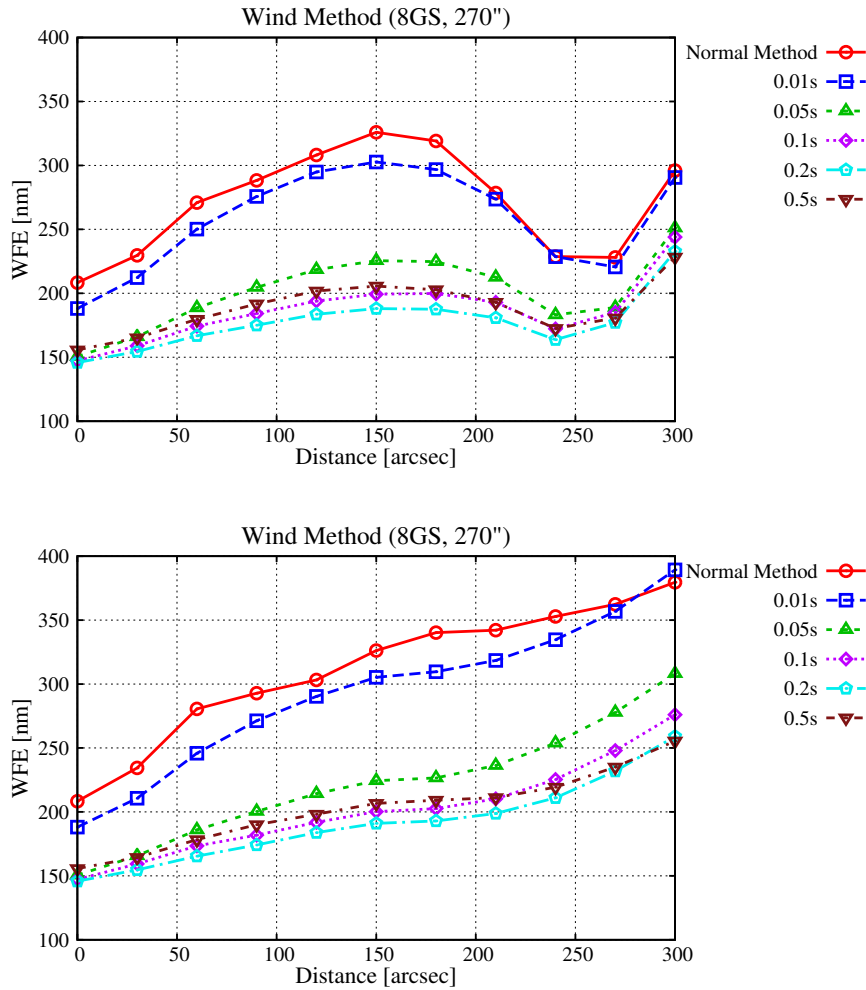 Wind Method (8GS, 270")
400
350
300
250
200
150
100
WFE [nm]
0 50 100 150 200 250 300
Distance [arcsec]
Normal Method
0.01s
0.05s
0.1s
0.2s
0.5s
Wind Method (8GS, 270")
400
350
300
250
200
150
100
WFE [nm]
0 50 100 150 200 250 300
Distance [arcsec]
Normal Method
0.01s
0.05s
0.1s
0.2s
0.5s